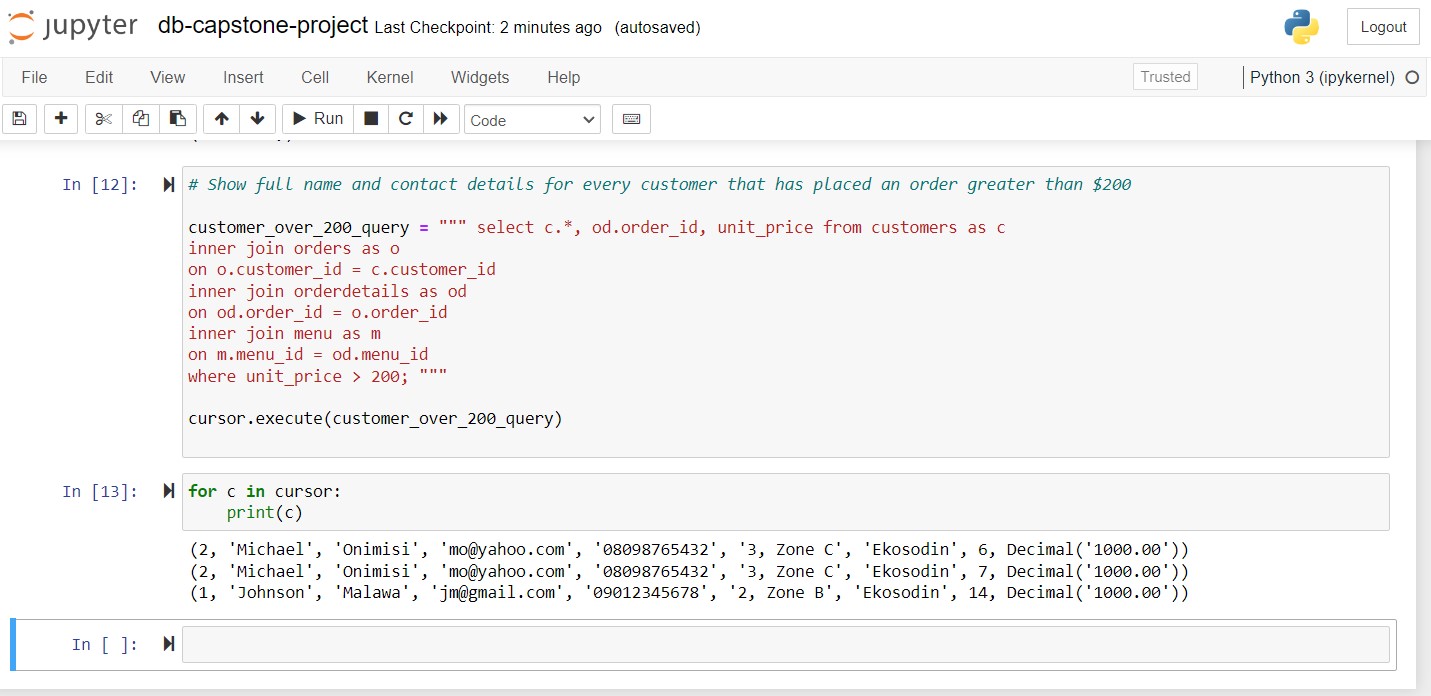 jupyter db-capstone-project Last Checkpoint: 2 minutes ago (autosaved) Logout
File Edit View Insert Cell Kernel Widgets Help Trusted Python 3 (ipykernel)
Run Code
In [12]: # Show full name and contact details for every customer that has placed an order greater than $200
customer_over_200_query = """ select c.*, od.order_id, unit_price from customers as c
inner join orders as o
on o.customer_id = c.customer_id
inner join orderdetails as od
on od.order_id = o.order_id
inner join menu as m
on m.menu_id = od.menu_id
where unit_price > 200; """
cursor.execute(customer_over_200_query)
In [13]: for c in cursor:
print(c)
(2, 'Michael', 'Onimisi', 'mo@yahoo.com', '08098765432', '3, Zone C', 'Ekosodin', 6, Decimal('1000.00'))
(2, 'Michael', 'Onimisi', 'mo@yahoo.com', '08098765432', '3, Zone C', 'Ekosodin', 7, Decimal('1000.00'))
(1, 'Johnson', 'Malawa', 'jm@gmail.com', '09012345678', '2, Zone B', 'Ekosodin', 14, Decimal('1000.00'))
In [ ]: